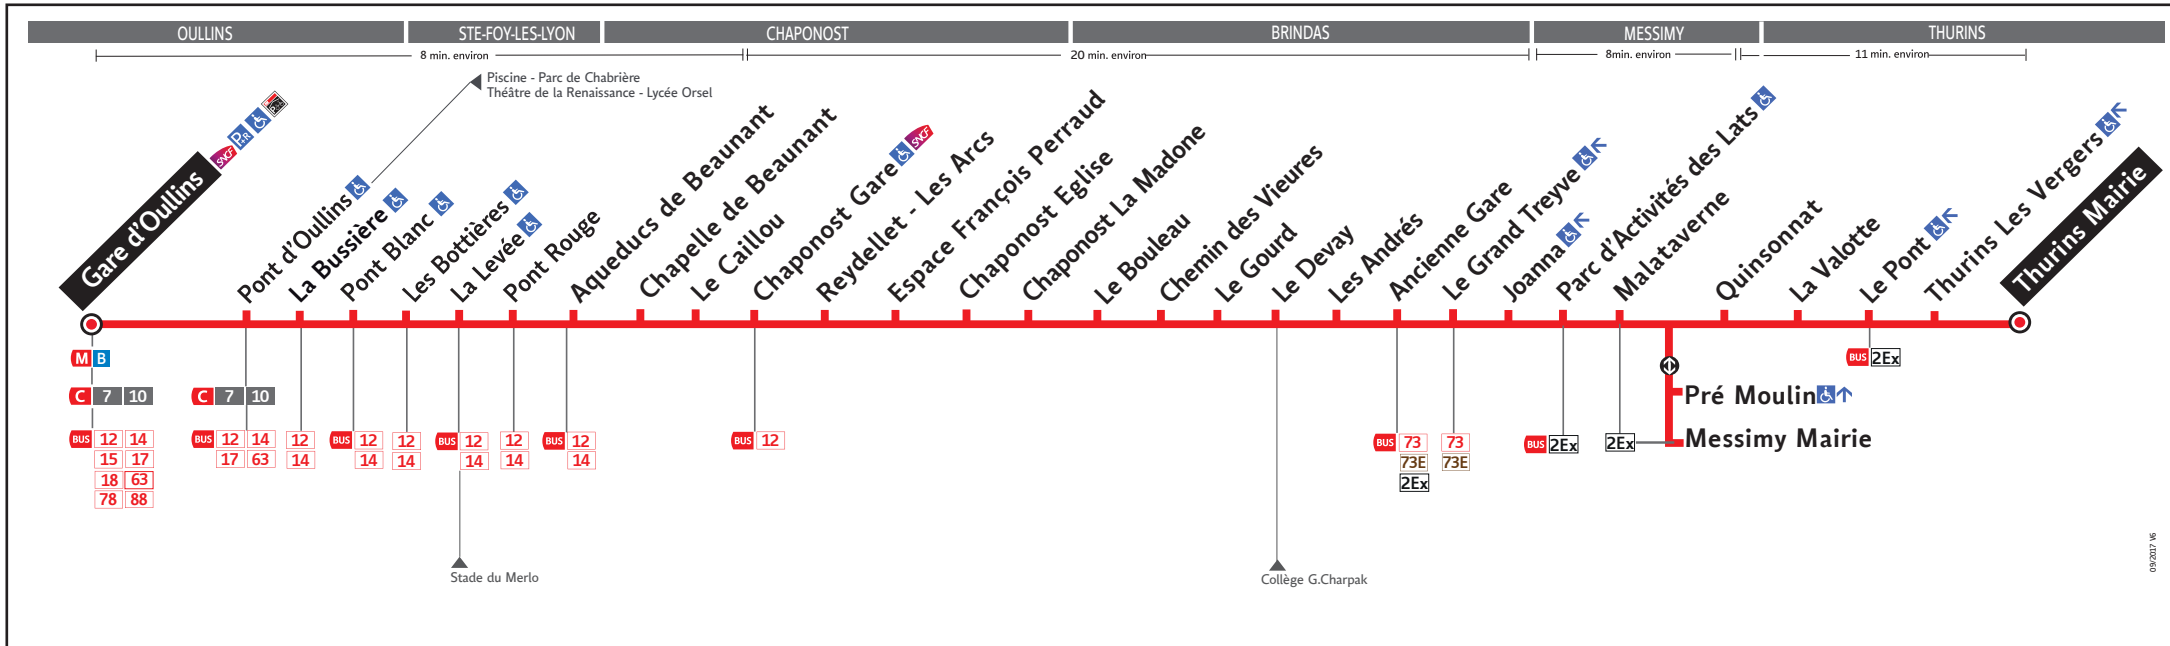 OULLINS
STE-FOY-LES-LYON
CHAPONOST
BRINDAS
MESSIMY
THURINS
8 min. environ
20 min. environ
8min. environ
11 min. environ
Piscine - Parc de Chabrière
Théâtre de la Renaissance - Lycée Orsel
Gare d'Oullins
SNCF
P+R
Pont d'Oullins
La Bussière
Pont Blanc
Les Bottières
La Levée
Pont Rouge
Aqueducs de Beaunant
Chapelle de Beaunant
Le Caillou
Chaponost Gare
SNCF
Reydellet - Les Arcs
Espace François Perraud
Chaponost Eglise
Chaponost La Madone
Le Bouleau
Chemin des Vieures
Le Gourd
Le Devay
Les Andrés
Ancienne Gare
Le Grand Treyve
Joanna
Parc d'Activités des Lats
Malataverne
Quinsonnat
La Valotte
Le Pont
Thurins Les Vergers
Thurins Mairie
M B
C 7 10
BUS 12 14
15 17
18 63
78 88
C 7 10
BUS 12 14
17 63
12
14
BUS 12
14
12
14
BUS 12
14
12
14
BUS 12
14
BUS 12
BUS 73
73E
2Ex
73
73E
BUS 2Ex
2Ex
Pré Moulin
Messimy Mairie
BUS 2Ex
Stade du Merlo
Collège G.Charpak
09/2017 V6